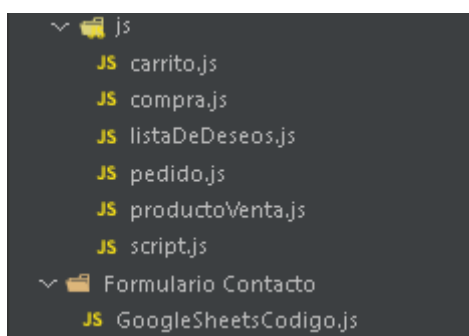 js
JS carrito.js
JS compra.js
JS listaDeDeseos.js
JS pedido.js
JS productoVenta.js
JS script.js
Formulario Contacto
JS GoogleSheetsCodigo.js